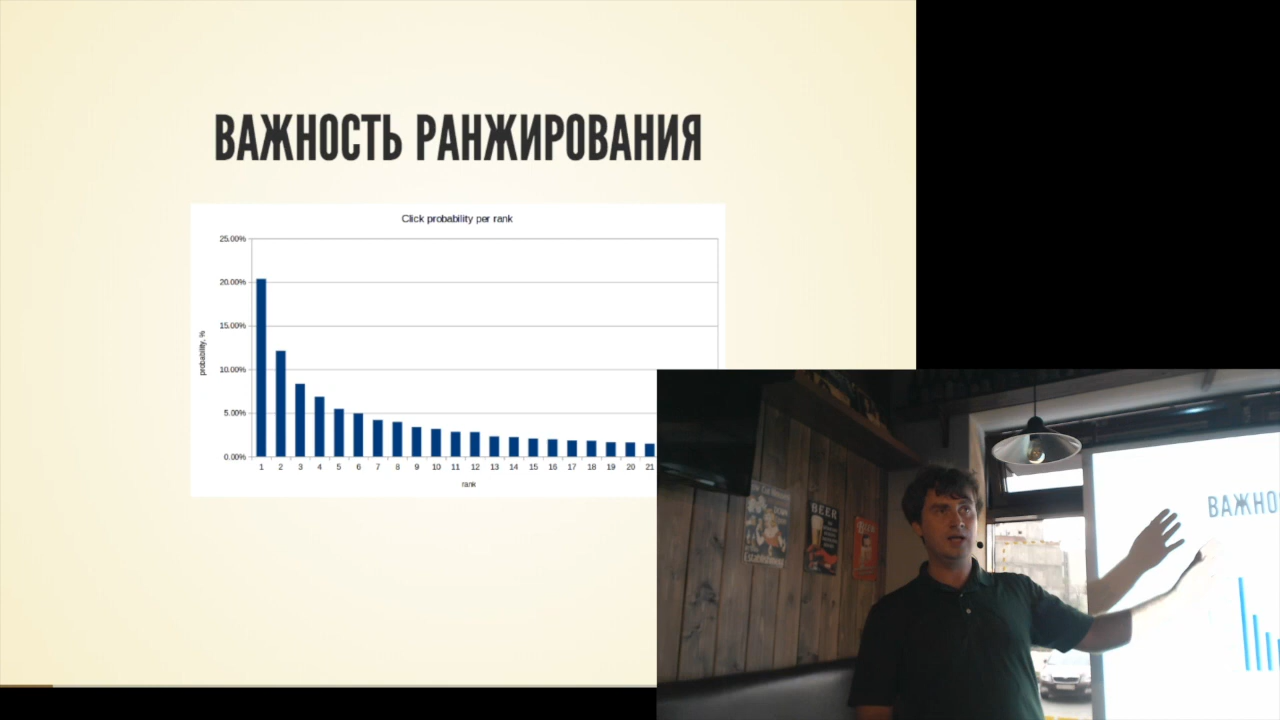 ВАЖНОСТЬ РАНЖИРОВАНИЯ
Click probability per rank
25.00%
20.00%
15.00%
10.00%
5.00%
0.00%
probability, %
1 2 3 4 5 6 7 8 9 10 11 12 13 14 15 16 17 18 19 20 21
rank
ВАЖНО
BEER